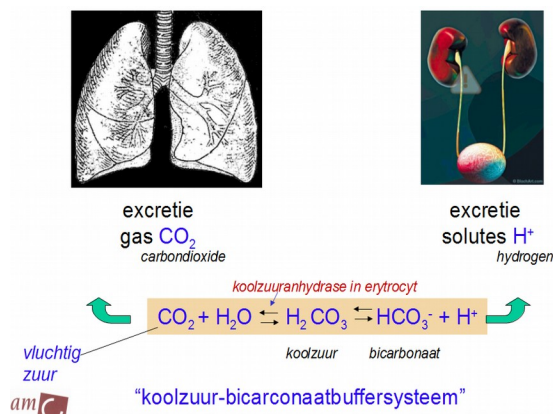 excretie
gas CO₂
carbondioxide
excretie
solutes H⁺
hydrogen
koolzuuranhydrase in erytrocyt
CO₂ + H₂O ⇄ H₂CO₃ ⇄ HCO₃⁻ + H⁺
vluchtig
zuur
koolzuur bicarbonaat
"koolzuur-bicarconaatbuffersysteem"
am